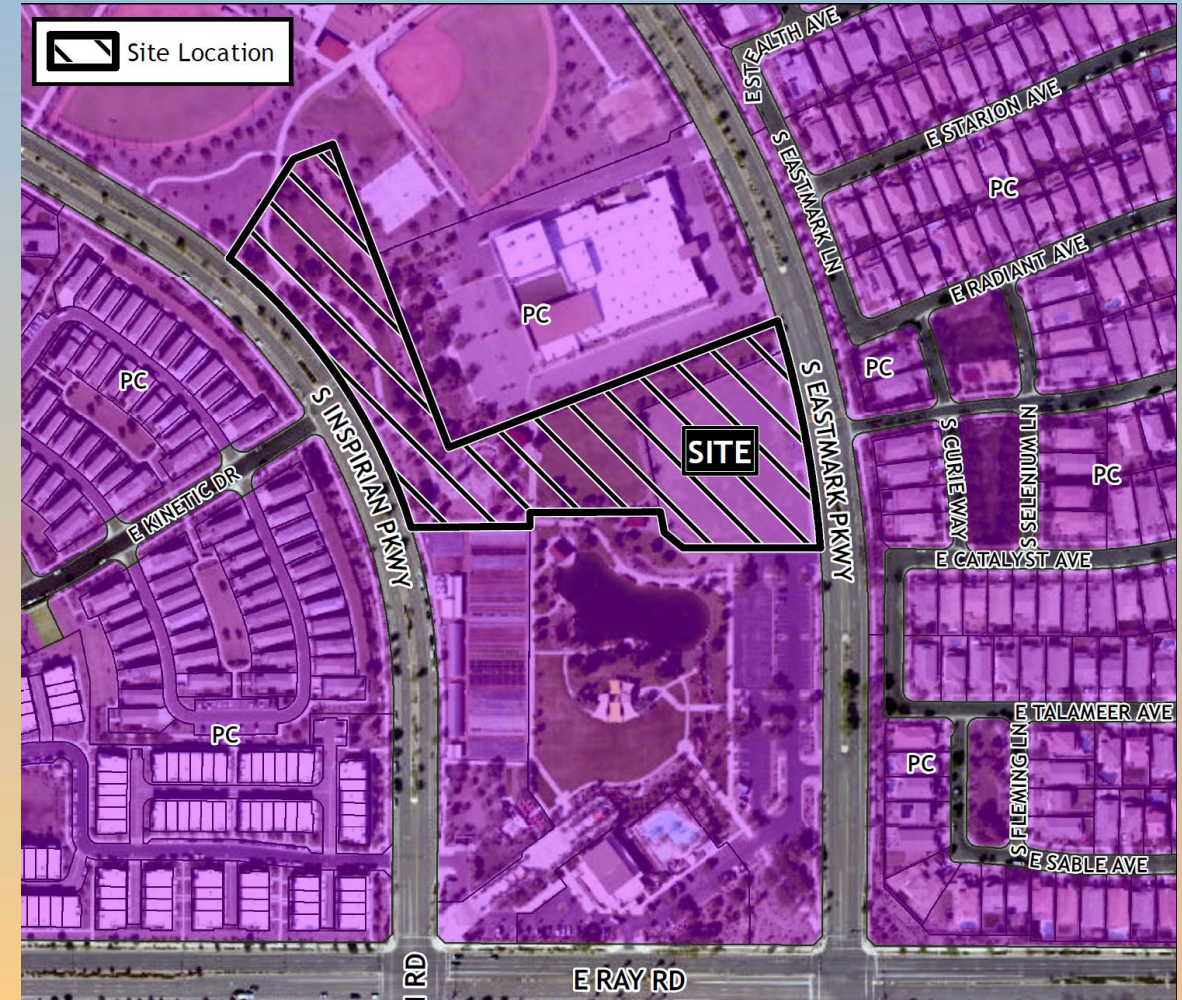 Site Location
E STEALTH AVE
E STARION AVE
S EASTMARK LN
PC
E RADIANT AVE
PC
PC
PC
S INSPIRIAN PKWY
S EASTMARK PKWY
SITE
S CURIE WAY
S SELENIUM LN
PC
E KINETIC DR
E CATALYST AVE
E TALAMEER AVE
PC
PC
S FLEMING LN
E SABLE AVE
RD
E RAY RD